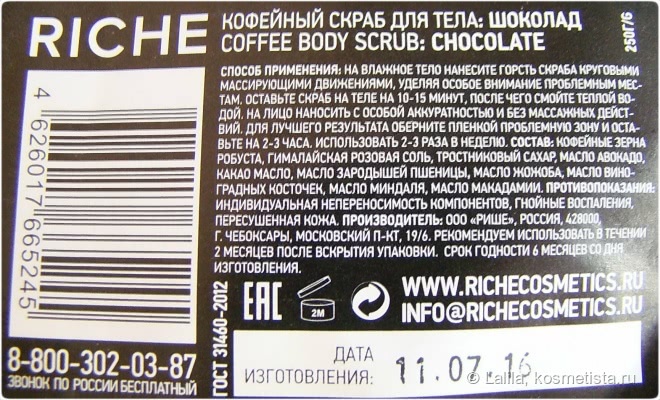 RICHE
КОФЕЙНЫЙ СКРАБ ДЛЯ ТЕЛА: ШОКОЛАД
COFFEE BODY SCRUB: CHOCOLATE
250Г/G
СПОСОБ ПРИМЕНЕНИЯ: НА ВЛАЖНОЕ ТЕЛО НАНЕСИТЕ ГОРСТЬ СКРАБА КРУГОВЫМИ
МАССИРУЮЩИМИ ДВИЖЕНИЯМИ, УДЕЛЯЯ ОСОБОЕ ВНИМАНИЕ ПРОБЛЕМНЫМ МЕС-
ТАМ. ОСТАВЬТЕ СКРАБ НА ТЕЛЕ НА 10-15 МИНУТ, ПОСЛЕ ЧЕГО СМОЙТЕ ТЕПЛОЙ ВО-
ДОЙ. НА ЛИЦО НАНОСИТЬ С ОСОБОЙ АККУРАТНОСТЬЮ И БЕЗ МАССАЖНЫХ ДЕЙСТ-
ВИЙ. ДЛЯ ЛУЧШЕГО РЕЗУЛЬТАТА ОБЕРНИТЕ ПЛЕНКОЙ ПРОБЛЕМНУЮ ЗОНУ И ОСТА-
ВЬТЕ НА 2-3 ЧАСА. ИСПОЛЬЗОВАТЬ 2-3 РАЗА В НЕДЕЛЮ. СОСТАВ: КОФЕЙНЫЕ ЗЕРНА
РОБУСТА, ГИМАЛАЙСКАЯ РОЗОВАЯ СОЛЬ, ТРОСТНИКОВЫЙ САХАР, МАСЛО АВОКАДО,
КАКАО МАСЛО, МАСЛО ЗАРОДЫШЕЙ ПШЕНИЦЫ, МАСЛО ЖОЖОБА, МАСЛО ВИНО-
ГРАДНЫХ КОСТОЧЕК, МАСЛО МИНДАЛЯ, МАСЛО МАКАДАМИИ. ПРОТИВОПОКАЗАНИЯ:
ИНДИВИДУАЛЬНАЯ НЕПЕРЕНОСИМОСТЬ КОМПОНЕНТОВ, ГНОЙНЫЕ ВОСПАЛЕНИЯ,
ПЕРЕСУШЕННАЯ КОЖА. ПРОИЗВОДИТЕЛЬ: ООО «РИШЕ», РОССИЯ, 428000,
Г. ЧЕБОКСАРЫ, МОСКОВСКИЙ П-КТ, 19/6. РЕКОМЕНДУЕМ ИСПОЛЬЗОВАТЬ В ТЕЧЕНИИ
2 МЕСЯЦЕВ ПОСЛЕ ВСКРЫТИЯ УПАКОВКИ. СРОК ГОДНОСТИ 6 МЕСЯЦЕВ СО ДНЯ
ИЗГОТОВЛЕНИЯ.
4 626017 665245
ГОСТ 31460-2012
EAC
2M
WWW.RICHECOSMETICS.RU
INFO@RICHECOSMETICS.RU
8-800-302-03-87
ЗВОНОК ПО РОССИИ БЕСПЛАТНЫЙ
ДАТА
ИЗГОТОВЛЕНИЯ:
11.07.16
© Lalila, kosmetista.ru